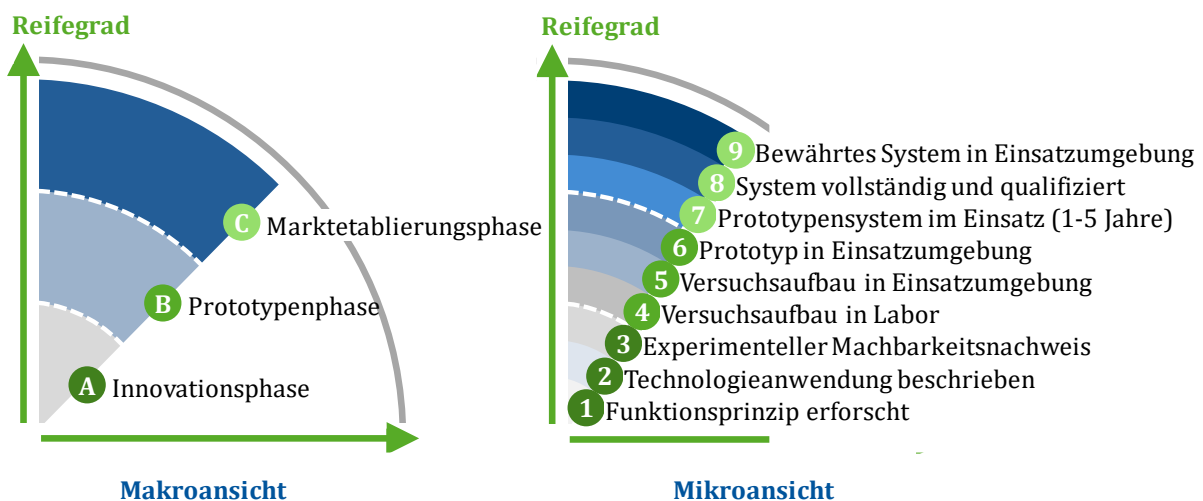 Reifegrad
C
Marktetablierungsphase
B
Prototypenphase
A
Innovationsphase
Makroansicht
Reifegrad
9 Bewährtes System in Einsatzumgebung
8 System vollständig und qualifiziert
7 Prototypensystem im Einsatz (1-5 Jahre)
6 Prototyp in Einsatzumgebung
5 Versuchsaufbau in Einsatzumgebung
4 Versuchsaufbau in Labor
3 Experimenteller Machbarkeitsnachweis
2 Technologieanwendung beschrieben
1 Funktionsprinzip erforscht
Mikroansicht